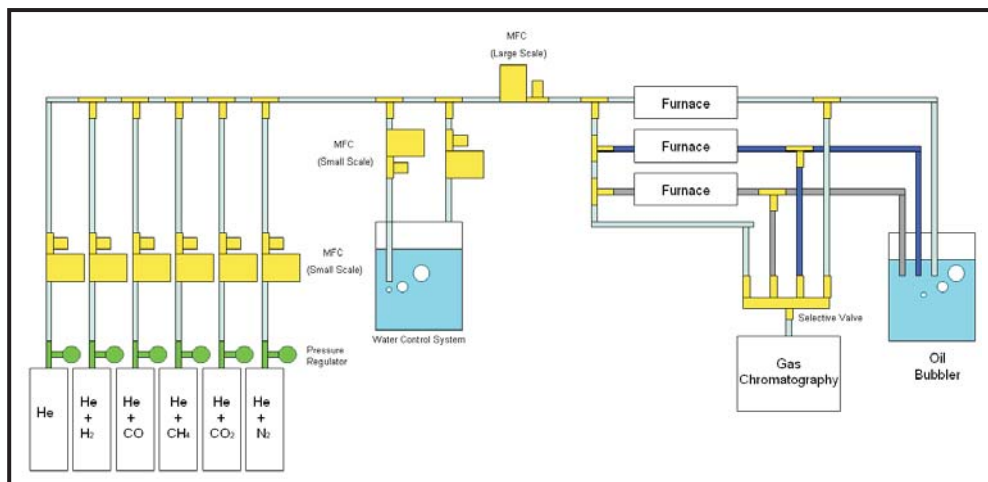 MFC
(Large Scale)
Furnace
MFC
(Small Scale)
Furnace
Furnace
MFC
(Small Scale)
Water Control System
Selective Valve
Pressure
Regulator
Gas
Chromatography
Oil
Bubbler
He
He
+
H₂
He
+
CO
He
+
CH₄
He
+
CO₂
He
+
N₂